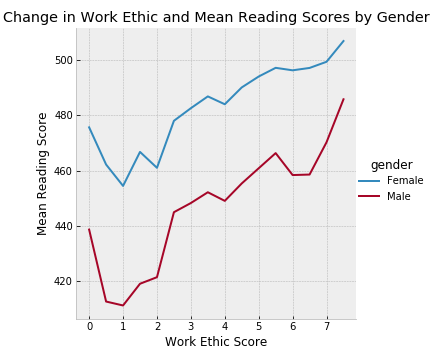 Change in Work Ethic and Mean Reading Scores by Gender
500
480
460
440
420
Mean Reading Score
0 1 2 3 4 5 6 7
Work Ethic Score
gender
Female
Male